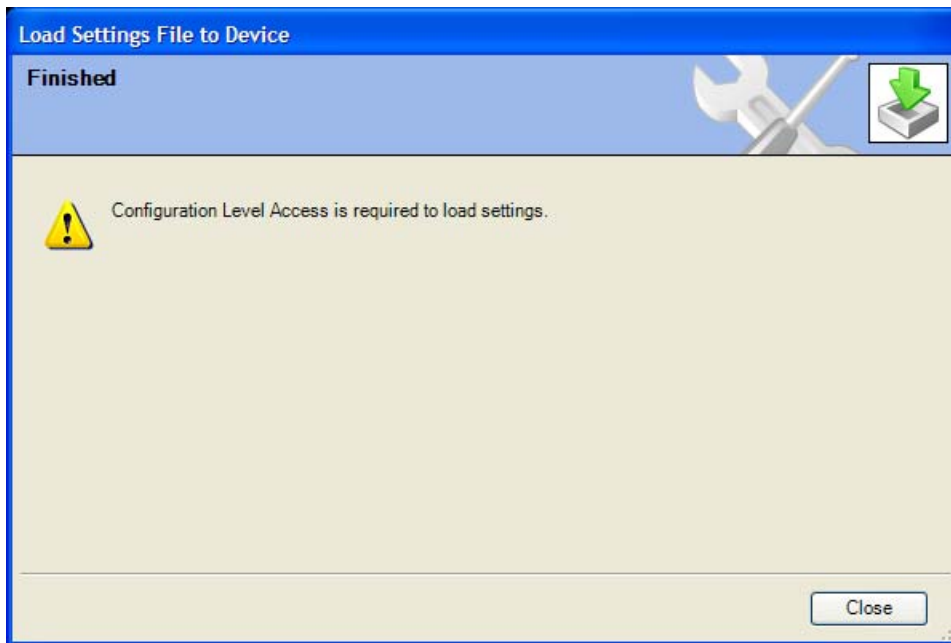 Load Settings File to Device
Finished
Configuration Level Access is required to load settings.
Close